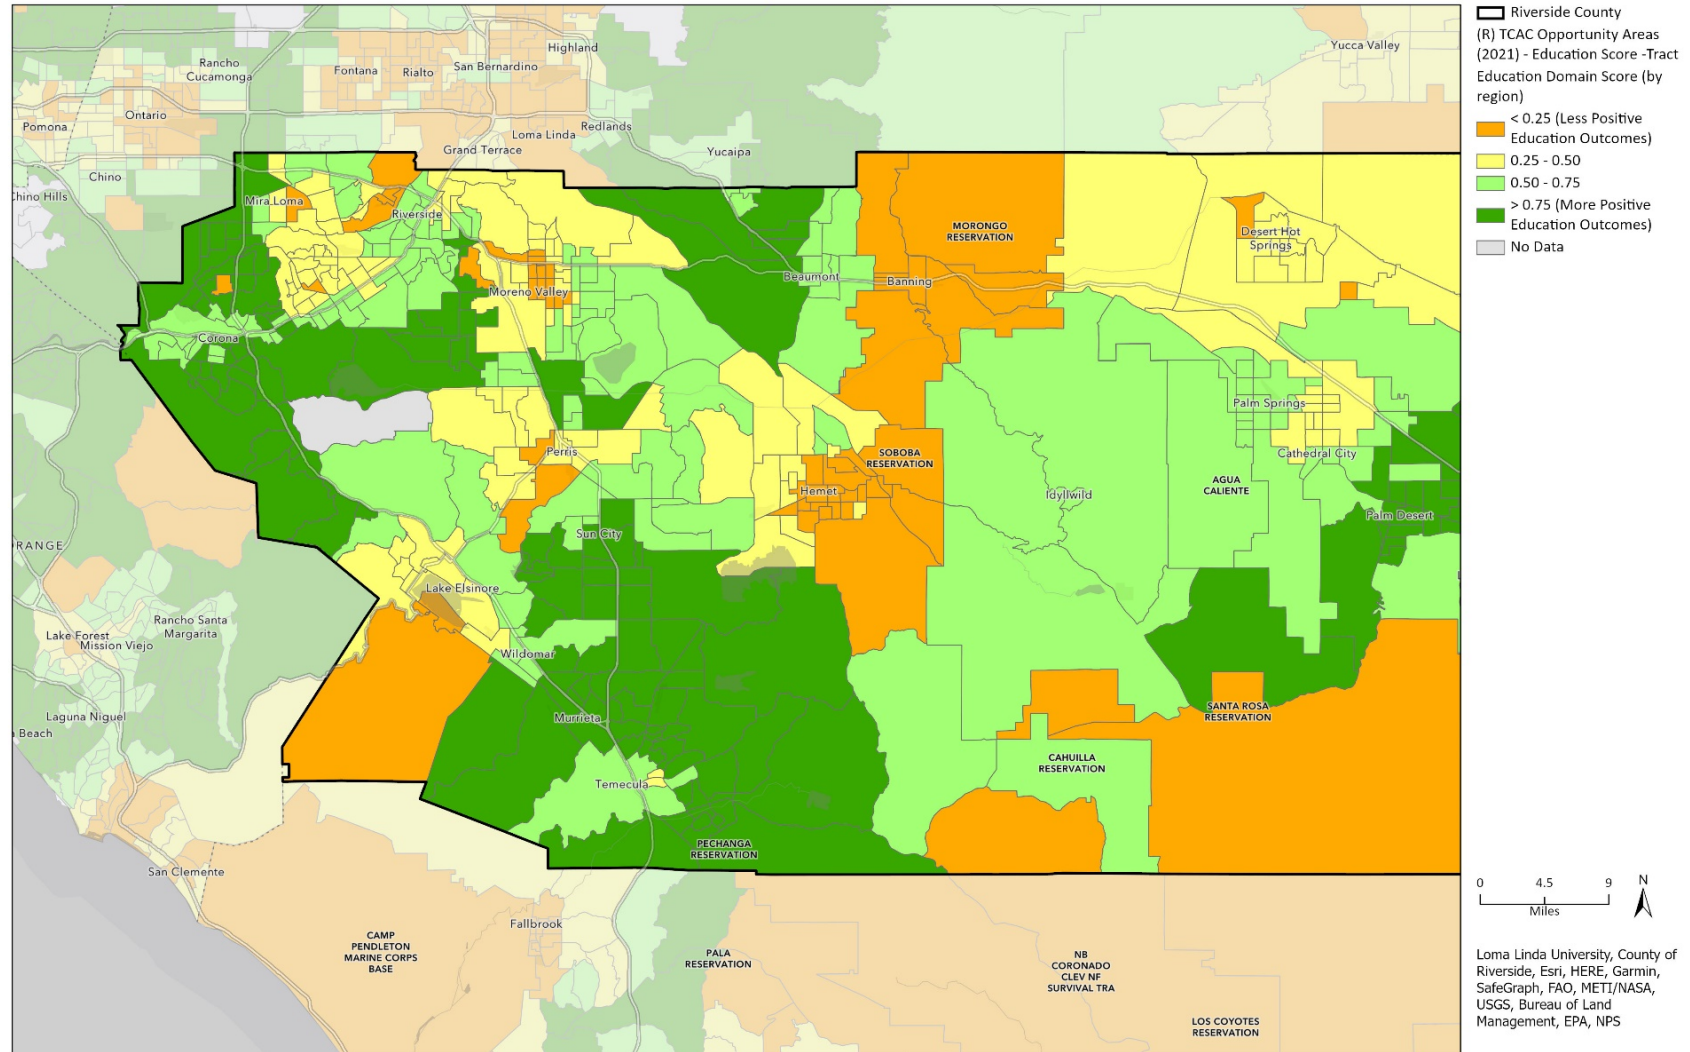 Riverside County
(R) TCAC Opportunity Areas
(2021) - Education Score -Tract
Education Domain Score (by
region)
< 0.25 (Less Positive
Education Outcomes)
0.25 - 0.50
0.50 - 0.75
> 0.75 (More Positive
Education Outcomes)
No Data
Highland
Yucca Valley
Rancho
Cucamonga
Fontana
Rialto
San Bernardino
Ontario
Pomona
Loma Linda
Redlands
Grand Terrace
Yucaipa
Chino
Chino Hills
Mira Loma
Riverside
MORONGO
RESERVATION
Desert Hot
Springs
Beaumont
Banning
Moreno Valley
Corona
Palm Springs
Perris
SOBOBA
RESERVATION
Cathedral City
Hemet
Idyllwild
AGUA
CALIENTE
Palm Desert
Sun City
RANGE
Lake Elsinore
Rancho Santa
Margarita
Lake Forest
Mission Viejo
Wildomar
Laguna Niguel
Beach
Murrieta
SANTA ROSA
RESERVATION
CAHUILLA
RESERVATION
Temecula
PECHANGA
RESERVATION
San Clemente
Fallbrook
CAMP
PENDLETON
MARINE CORPS
BASE
PALA
RESERVATION
NB
CORONADO
CLEV NF
SURVIVAL TRA
LOS COYOTES
RESERVATION
0 4.5 9
Miles
N
Loma Linda University, County of
Riverside, Esri, HERE, Garmin,
SafeGraph, FAO, METI/NASA,
USGS, Bureau of Land
Management, EPA, NPS